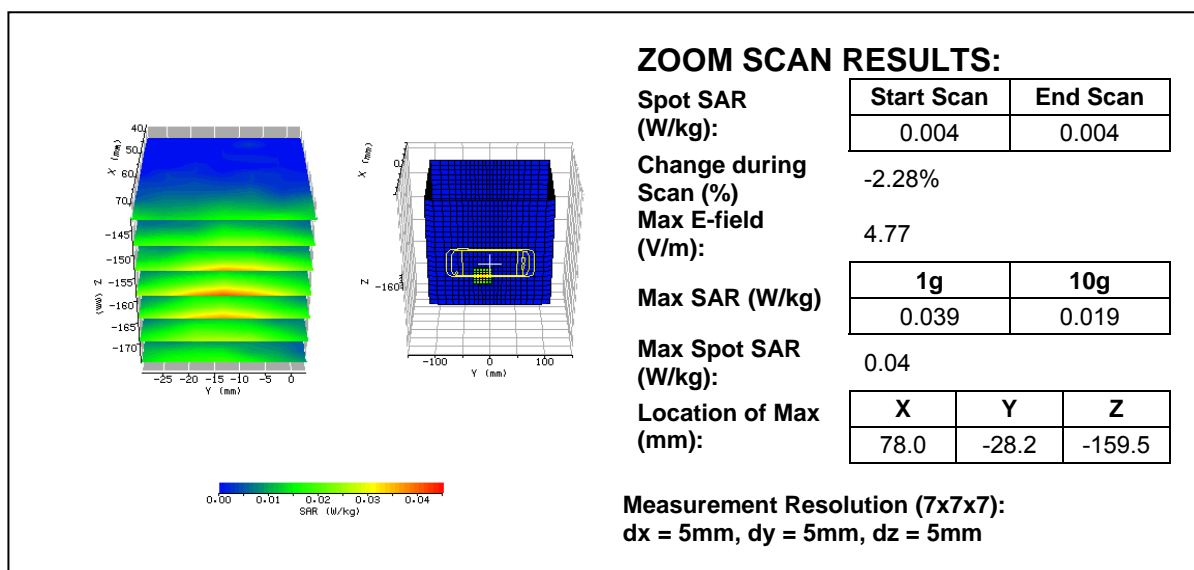 ZOOM SCAN RESULTS:
Spot SAR
(W/kg):
Start Scan End Scan
0.004 0.004
Change during
Scan (%)
-2.28%
Max E-field
(V/m):
4.77
Max SAR (W/kg)
1g 10g
0.039 0.019
Max Spot SAR
(W/kg):
0.04
Location of Max
(mm):
X Y Z
78.0 -28.2 -159.5
Measurement Resolution (7x7x7):
dx = 5mm, dy = 5mm, dz = 5mm
40
50
60
70
X (mm)
-145
-150
-155
-160
-165
-170
Z (mm)
-25 -20 -15 -10 -5 0
Y (mm)
X (mm)
0
Z
-160
-100 0 100
Y (mm)
0.00 0.01 0.02 0.03 0.04
SAR (W/kg)